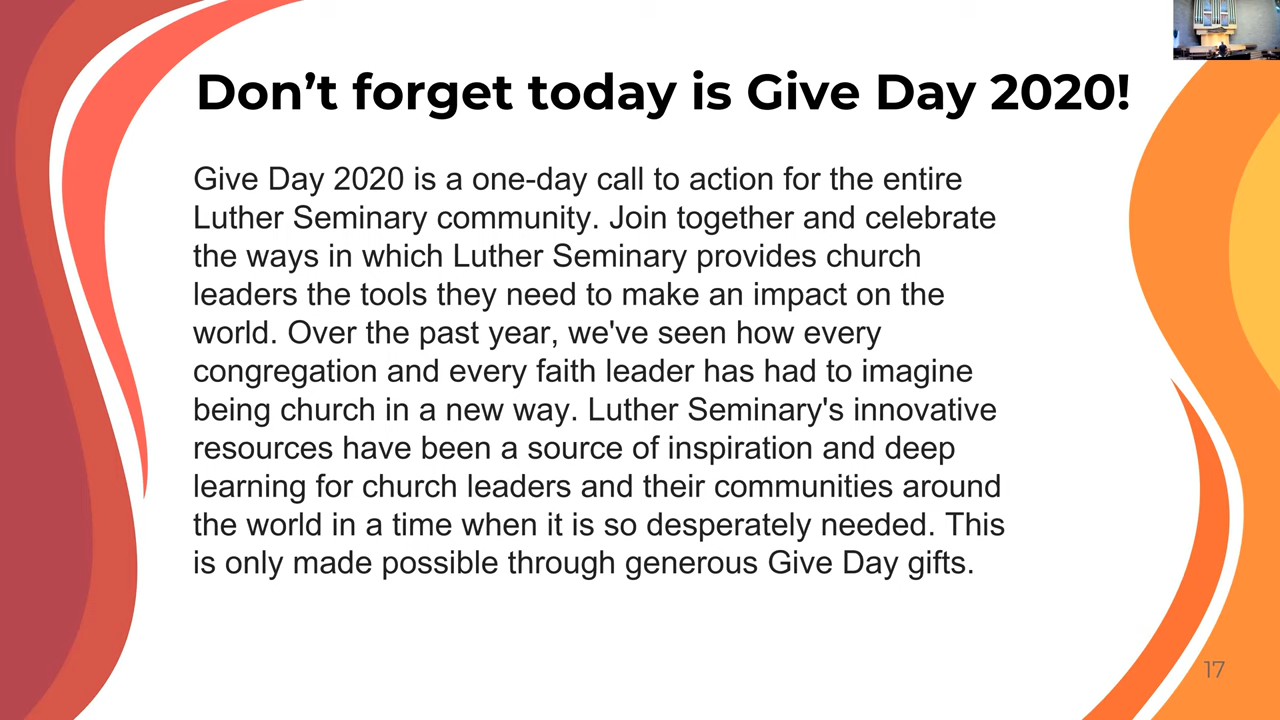 Don’t forget today is Give Day 2020!
Give Day 2020 is a one-day call to action for the entire
Luther Seminary community. Join together and celebrate
the ways in which Luther Seminary provides church
leaders the tools they need to make an impact on the
world. Over the past year, we've seen how every
congregation and every faith leader has had to imagine
being church in a new way. Luther Seminary's innovative
resources have been a source of inspiration and deep
learning for church leaders and their communities around
the world in a time when it is so desperately needed. This
is only made possible through generous Give Day gifts.
17